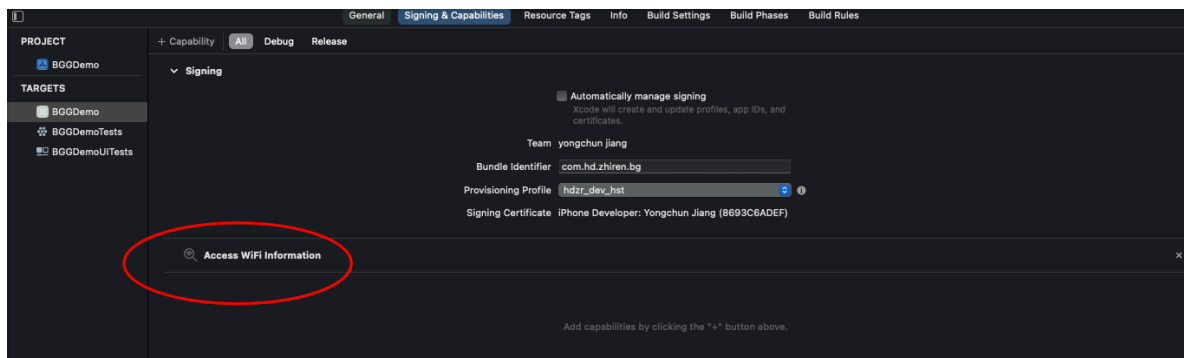 General Signing & Capabilities Resource Tags Info Build Settings Build Phases Build Rules
PROJECT
BGGDemo
TARGETS
BGGDemo
BGGDemoTests
BGGDemoUITests
+ Capability All Debug Release
Signing
Automatically manage signing
Xcode will create and update profiles, app IDs, and
certificates.
Team yongchun jiang
Bundle Identifier com.hd.zhiren.bg
Provisioning Profile hdzr_dev_hst
Signing Certificate iPhone Developer: Yongchun Jiang (8693C6ADEF)
Access WiFi Information
Add capabilities by clicking the "+" button above.